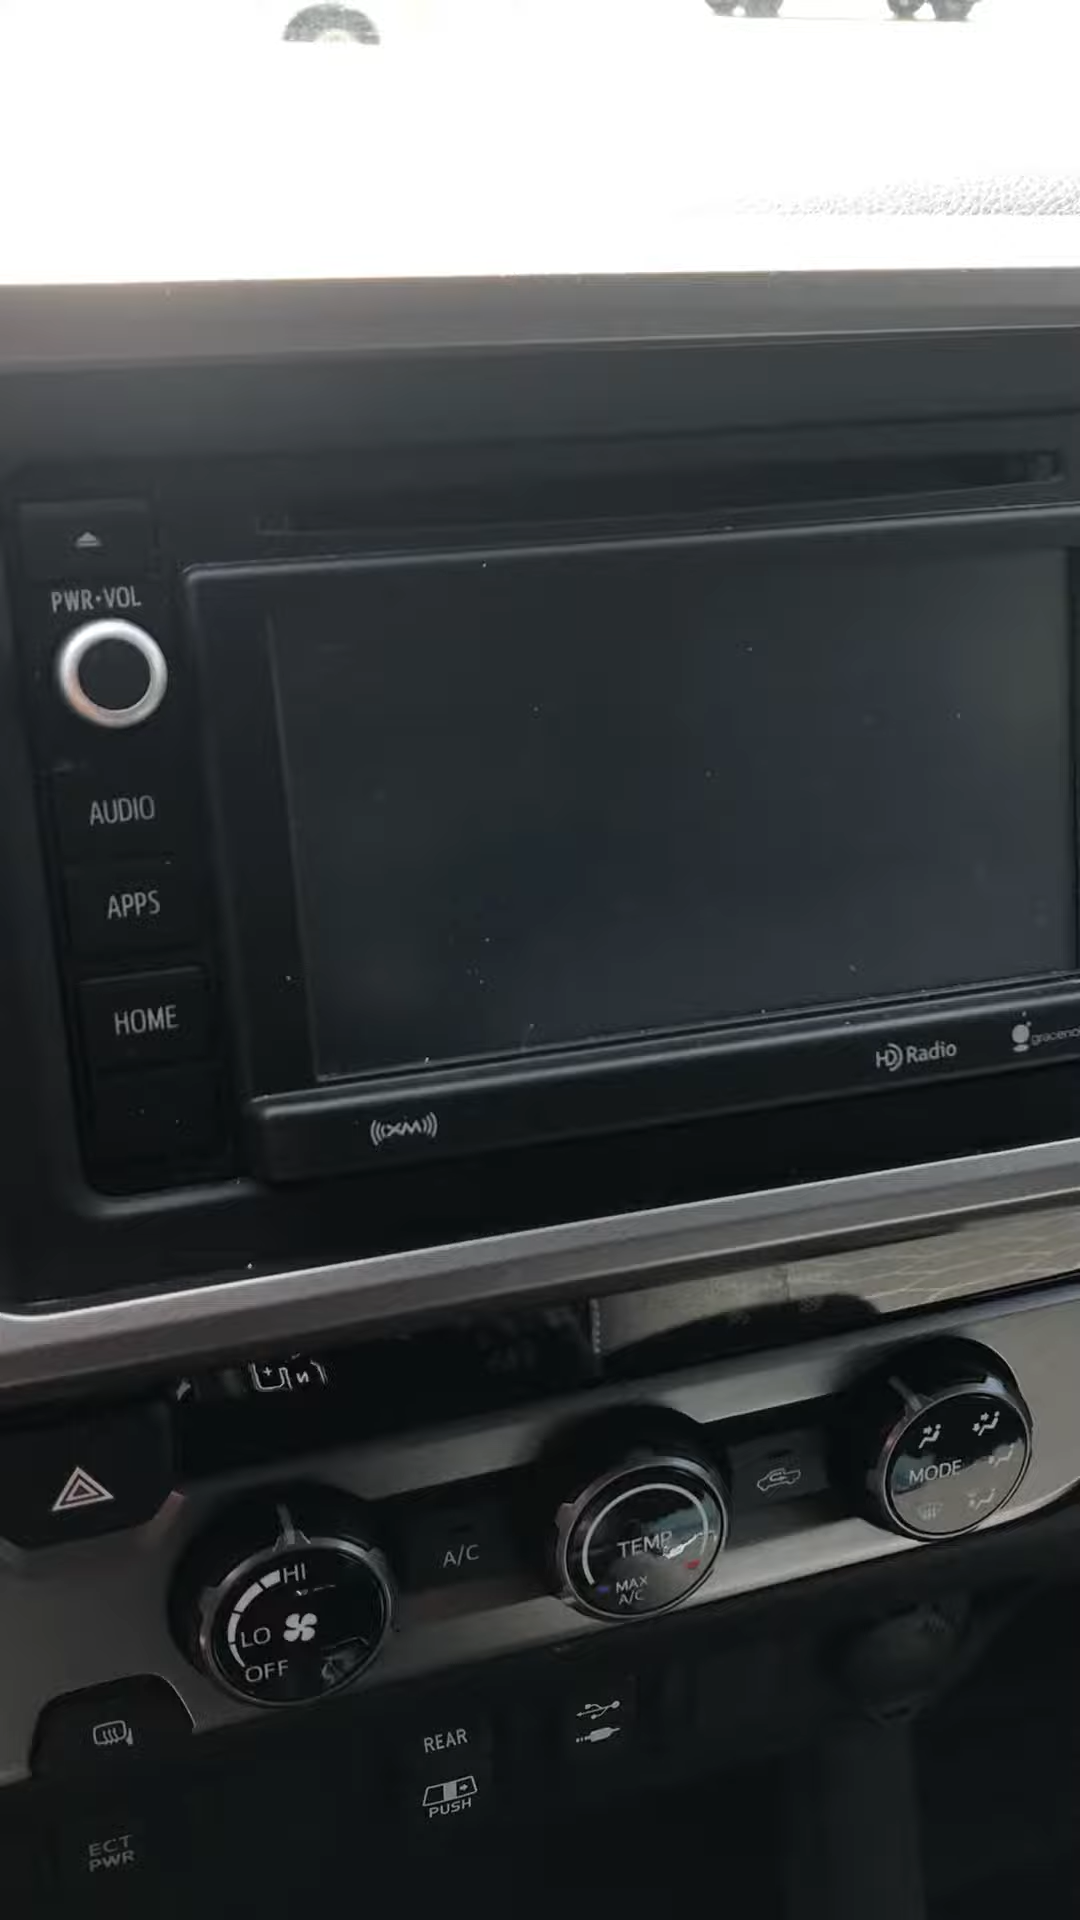 PWR•VOL
AUDIO
APPS
HOME
HD Radio
((XM))
MODE
TEMP
MAX
A/C
A/C
HI
LO
OFF
REAR
PUSH
ECT
PWR